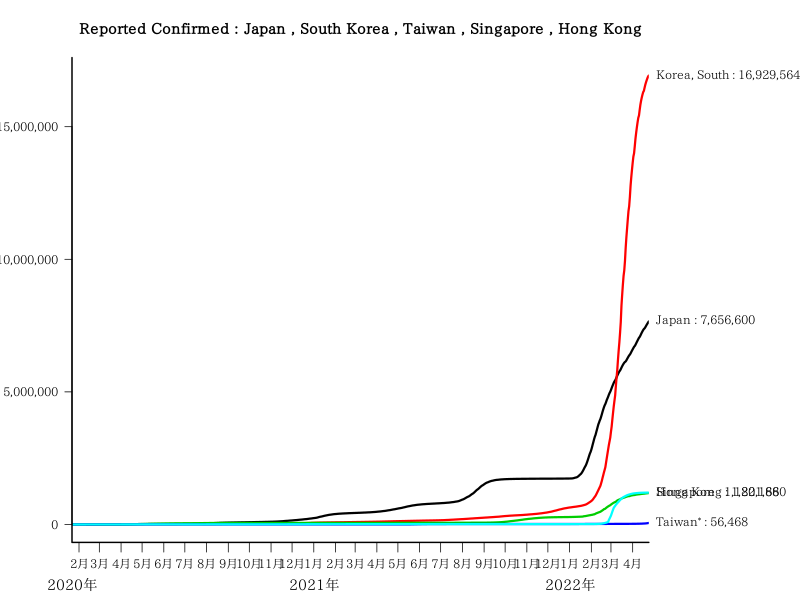 Reported Confirmed : Japan , South Korea , Taiwan , Singapore , Hong Kong
Korea, South : 16,929,564
15,000,000
10,000,000
Japan : 7,656,600
5,000,000
0
Taiwan* : 56,468
2月 3月 4月 5月 6月 7月 8月 9月 10月 11月 12月 1月 2月 3月 4月 5月 6月 7月 8月 9月 10月 11月 12月 1月 2月 3月 4月
2020年 2021年 2022年